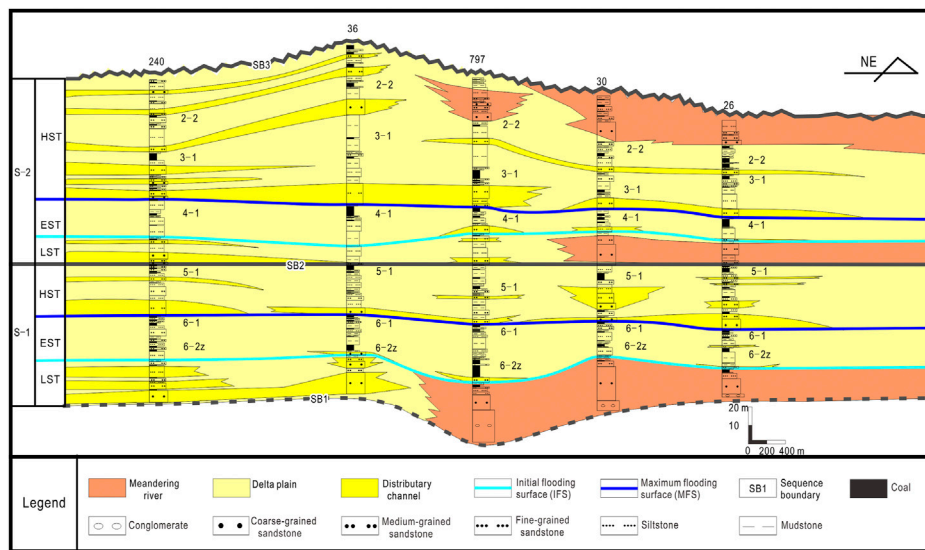 36
240
797
30
26
SB3
NE
2-2
2-2
2-2
2-2
2-2
HST
3-1
3-1
3-1
3-1
3-1
S-2
4-1
4-1
4-1
4-1
4-1
EST
LST
SB2
5-1
5-1
5-1
5-1
5-1
HST
6-1
6-1
6-1
6-1
6-1
S-1
EST
6-2z
6-2z
6-2z
6-2z
LST
SB1
20 m
10
0 200 400 m
Legend
Meandering river
Delta plain
Distributary channel
Initial flooding surface (IFS)
Maximum flooding surface (MFS)
SB1
Sequence boundary
Coal
Conglomerate
Coarse-grained sandstone
Medium-grained sandstone
Fine-grained sandstone
Siltstone
Mudstone